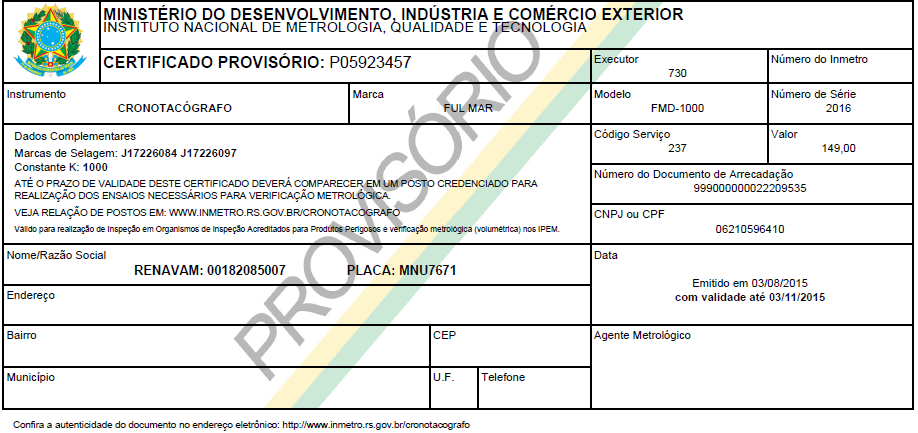 MINISTÉRIO DO DESENVOLVIMENTO, INDÚSTRIA E COMÉRCIO EXTERIOR
INSTITUTO NACIONAL DE METROLOGIA, QUALIDADE E TECNOLOGIA
CERTIFICADO PROVISÓRIO: P05923457
Executor
730
Número do Inmetro
Instrumento
CRONOTACÓGRAFO
Marca
FUL MAR
Modelo
FMD-1000
Número de Série
2016
Dados Complementares
Marcas de Selagem: J17226084 J17226097
Constante K: 1000
ATÉ O PRAZO DE VALIDADE DESTE CERTIFICADO DEVERÁ COMPARECER EM UM POSTO CREDENCIADO PARA
REALIZAÇÃO DOS ENSAIOS NECESSÁRIOS PARA VERIFICAÇÃO METROLÓGICA.
VEJA RELAÇÃO DE POSTOS EM: WWW.INMETRO.RS.GOV.BR/CRONOTACOGRAFO
Válido para realização de Inspeção em Organismos de Inspeção Acreditados para Produtos Perigosos e verificação metrológica (volumétrica) nos IPEM.
Código Serviço
237
Valor
149,00
Número do Documento de Arrecadação
999000000022209535
CNPJ ou CPF
06210596410
Nome/Razão Social
RENAVAM: 00182085007 PLACA: MNU7671
Data
Emitido em 03/08/2015
com validade até 03/11/2015
Endereço
Bairro
CEP
Agente Metrológico
Município
U.F.
Telefone
PROVISÓRIO
Confira a autenticidade do documento no endereço eletrônico: http://www.inmetro.rs.gov.br/cronotacografo